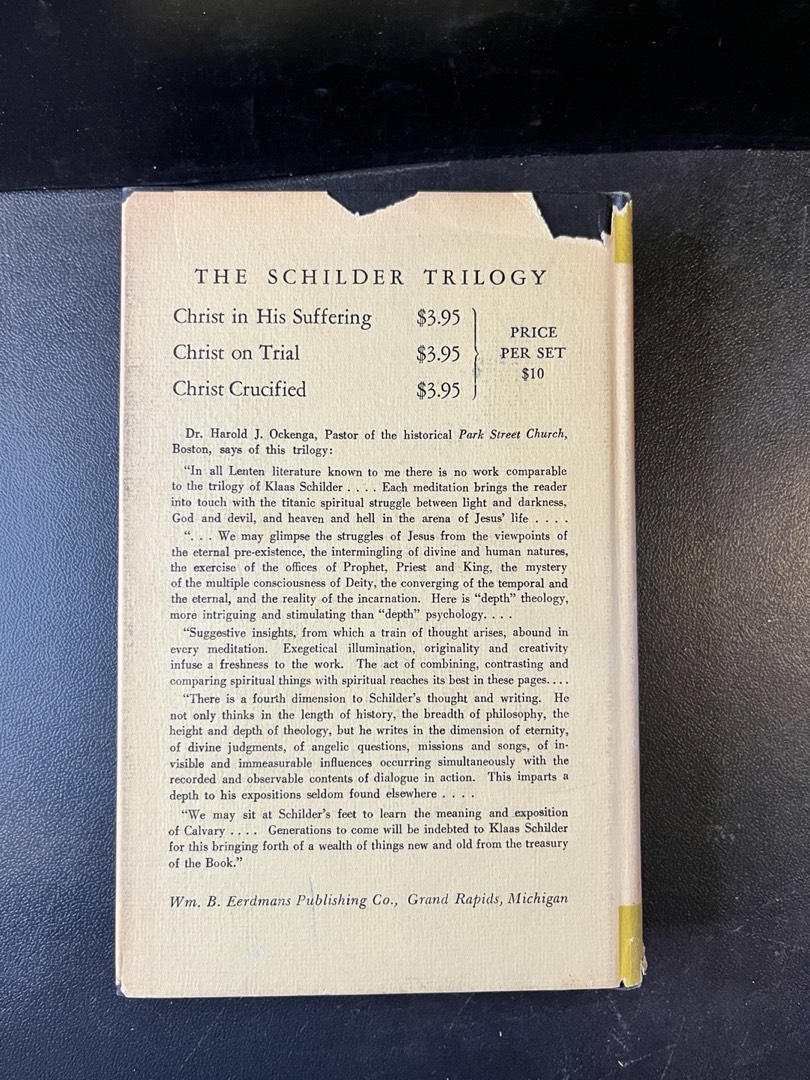 THE SCHILDER TRILOGY
Christ in His Suffering $3.95
Christ on Trial $3.95
Christ Crucified $3.95
PRICE
PER SET
$10
Dr. Harold J. Ockenga, Pastor of the historical Park Street Church,
Boston, says of this trilogy:
“In all Lenten literature known to me there is no work comparable
to the trilogy of Klaas Schilder . . . . Each meditation brings the reader
into touch with the titanic spiritual struggle between light and darkness,
God and devil, and heaven and hell in the arena of Jesus’ life . . . .
“. . . We may glimpse the struggles of Jesus from the viewpoints of
the eternal pre-existence, the intermingling of divine and human natures,
the exercise of the offices of Prophet, Priest and King, the mystery
of the multiple consciousness of Deity, the converging of the temporal and
the eternal, and the reality of the incarnation. Here is “depth” theology,
more intriguing and stimulating than “depth” psychology. . . .
“Suggestive insights, from which a train of thought arises, abound in
every meditation. Exegetical illumination, originality and creativity
infuse a freshness to the work. The act of combining, contrasting and
comparing spiritual things with spiritual reaches its best in these pages. . . .
“There is a fourth dimension to Schilder’s thought and writing. He
not only thinks in the length of history, the breadth of philosophy, the
height and depth of theology, but he writes in the dimension of eternity,
of divine judgments, of angelic questions, missions and songs, of in-
visible and immeasurable influences occurring simultaneously with the
recorded and observable contents of dialogue in action. This imparts a
depth to his expositions seldom found elsewhere . . . .
“We may sit at Schilder’s feet to learn the meaning and exposition
of Calvary . . . . Generations to come will be indebted to Klaas Schilder
for this bringing forth of a wealth of things new and old from the treasury
of the Book.”
Wm. B. Eerdmans Publishing Co., Grand Rapids, Michigan